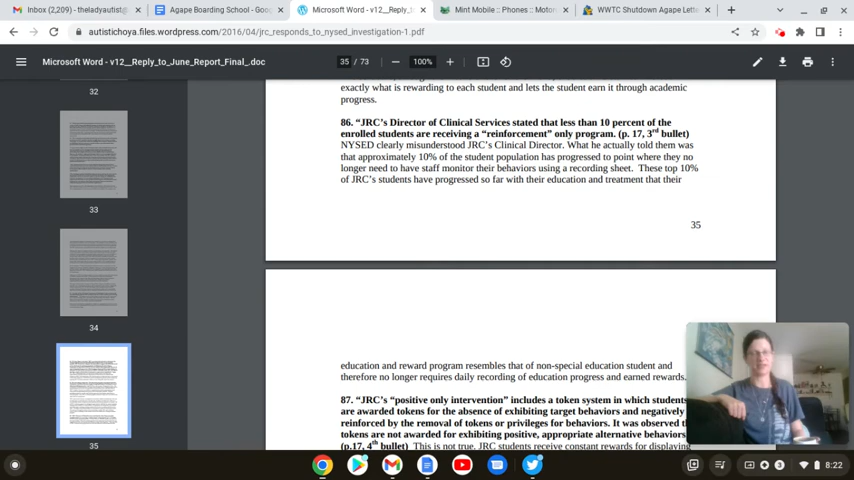 Inbox (2,209) - theladyautist@
Agape Boarding School - Goo
Microsoft Word - v12__Reply_to
Mint Mobile :: Phones :: Motor
WWTC Shutdown Agape Lette
autistichoya.files.wordpress.com/2016/04/jrc_responds_to_nysed_investigation-1.pdf
Microsoft Word - v12__Reply_to_June_Report_Final_.doc
35 / 73
100%
exactly what is rewarding to each student and lets the student earn it through academic
progress.
86. “JRC’s Director of Clinical Services stated that less than 10 percent of the
enrolled students are receiving a “reinforcement” only program. (p. 17, 3rd bullet)
NYSED clearly misunderstood JRC’s Clinical Director. What he actually told them was
that approximately 10% of the student population has progressed to point where they no
longer need to have staff monitor their behaviors using a recording sheet. These top 10%
of JRC’s students have progressed so far with their education and treatment that their
35
education and reward program resembles that of non-special education student and
therefore no longer requires daily recording of education progress and earned rewards.
87. “JRC’s “positive only intervention” includes a token system in which students
are awarded tokens for the absence of exhibiting target behaviors and negatively
reinforced by the removal of tokens or privileges for behaviors. It was observed
tokens are not awarded for exhibiting positive, appropriate alternative behaviors
(p.17, 4th bullet) This is not true. JRC students receive constant rewards for displaying
32
33
34
35
3
8:22